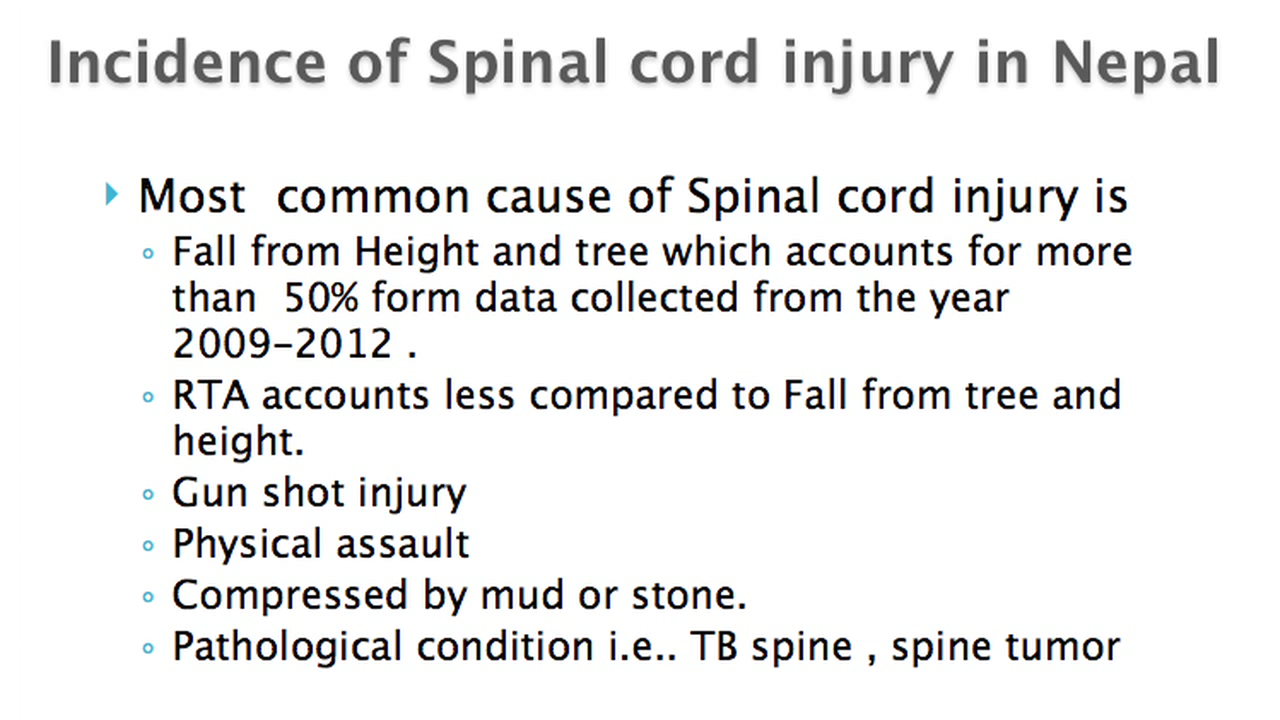 Incidence of Spinal cord injury in Nepal
Most  common cause of Spinal cord injury is
Fall from Height and tree which accounts for more
than  50% form data collected from the year
2009-2012 .
RTA accounts less compared to Fall from tree and
height.
Gun shot injury
Physical assault
Compressed by mud or stone.
Pathological condition i.e.. TB spine , spine tumor